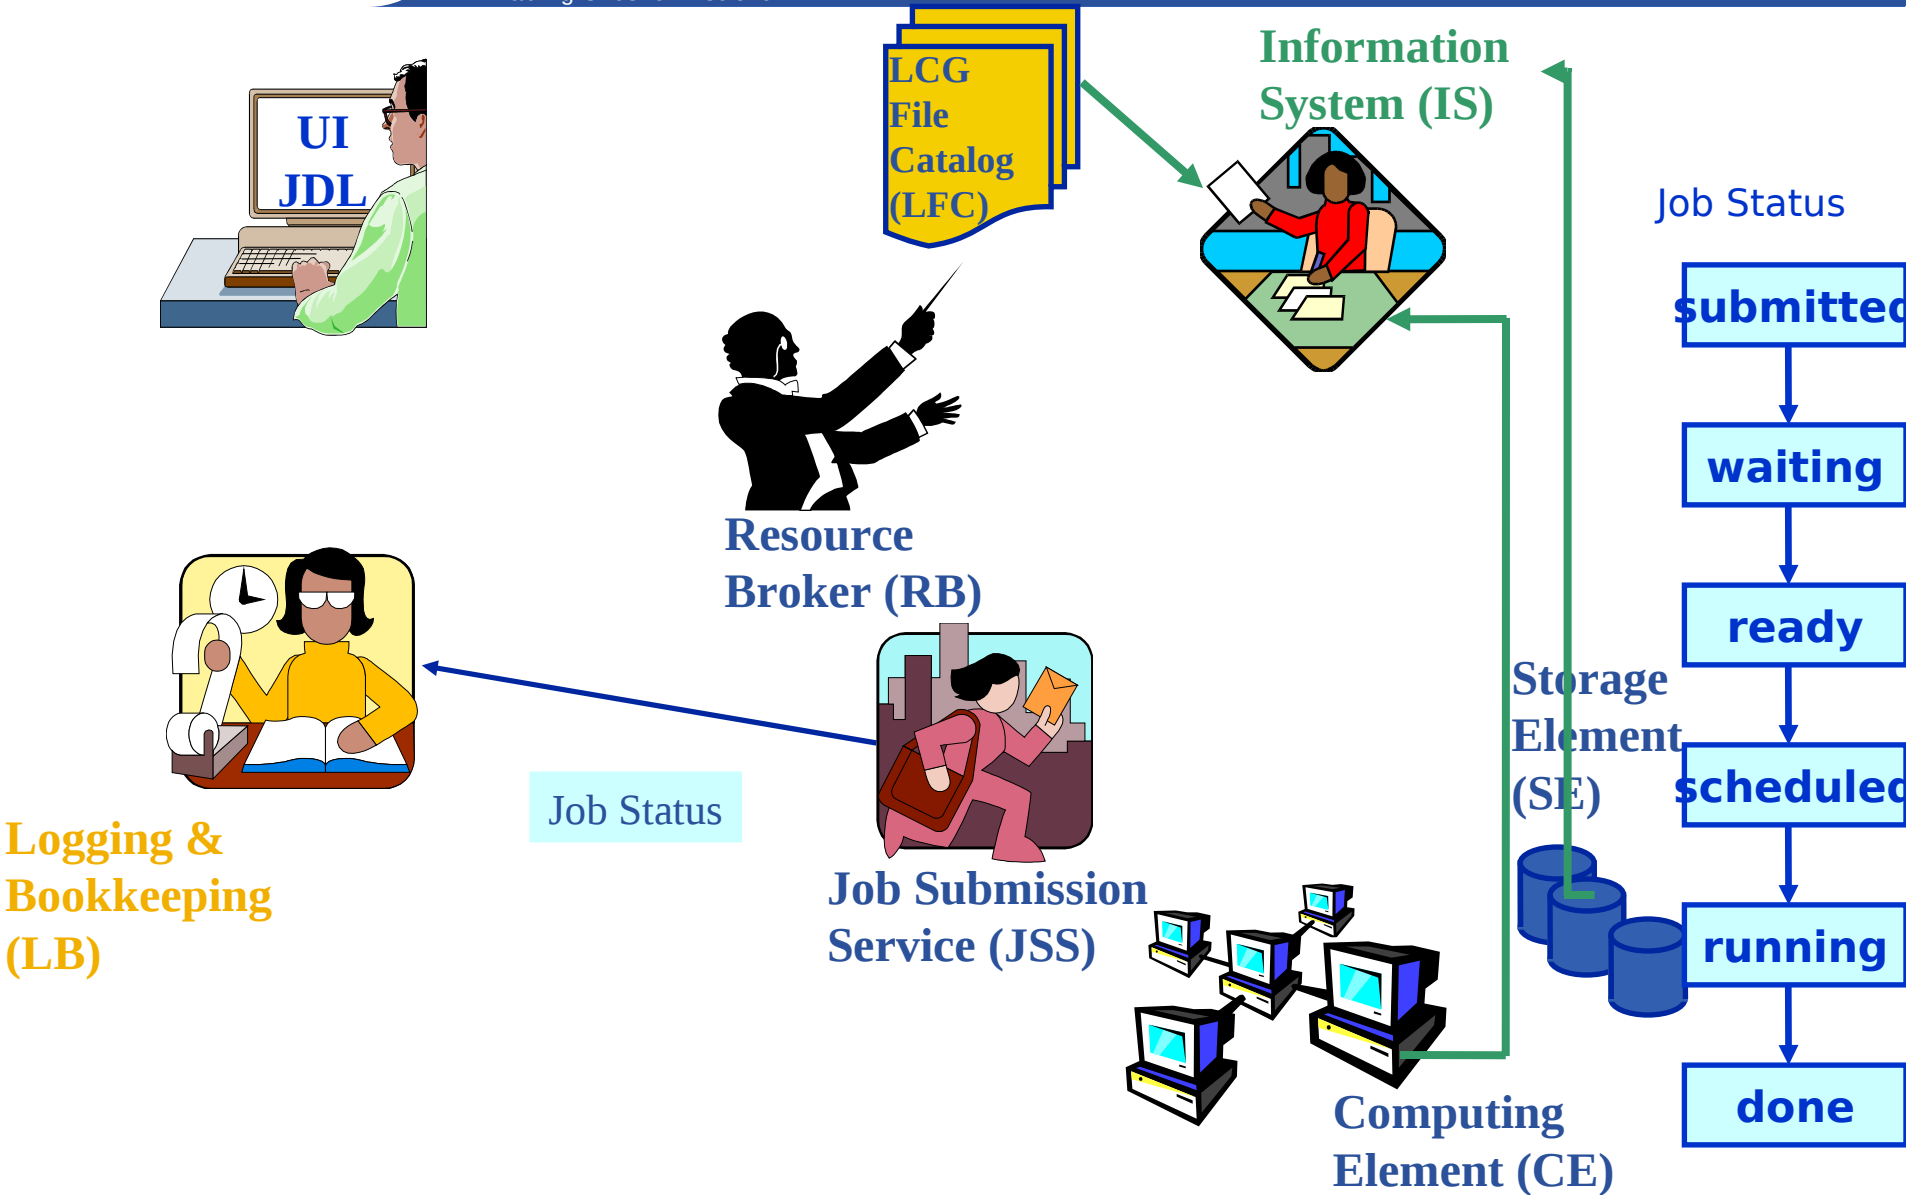 UI
JDL
LCG
File
Catalog
(LFC)
Information
System (IS)
Job Status
submitted
waiting
ready
scheduled
running
done
Resource
Broker (RB)
Storage
Element
(SE)
Job Status
Logging &
Bookkeeping
(LB)
Job Submission
Service (JSS)
Computing
Element (CE)